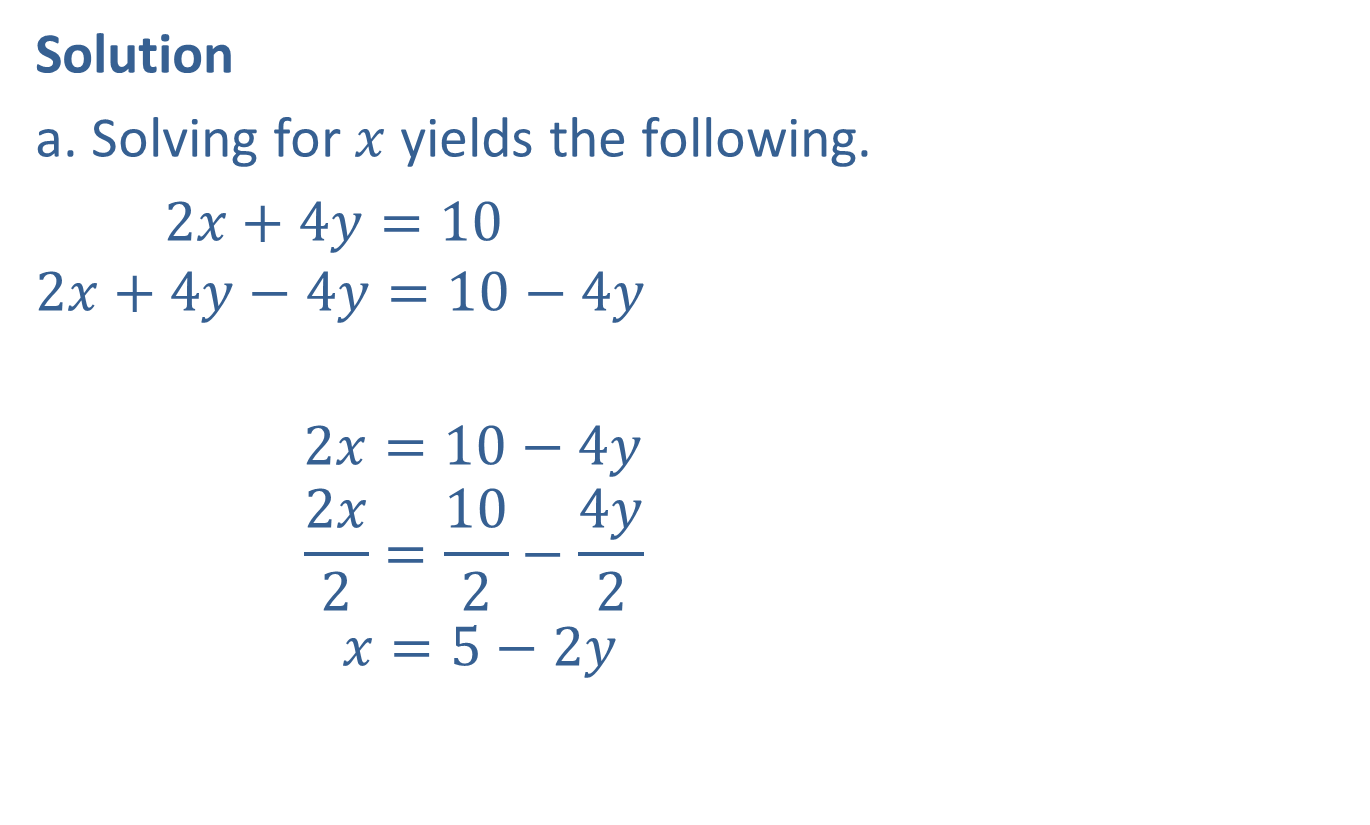 Solution
a. Solving for x yields the following.
2x + 4y = 10
2x + 4y − 4y = 10 − 4y
2x = 10 − 4y
2x/2 = 10/2 − 4y/2
x = 5 − 2y